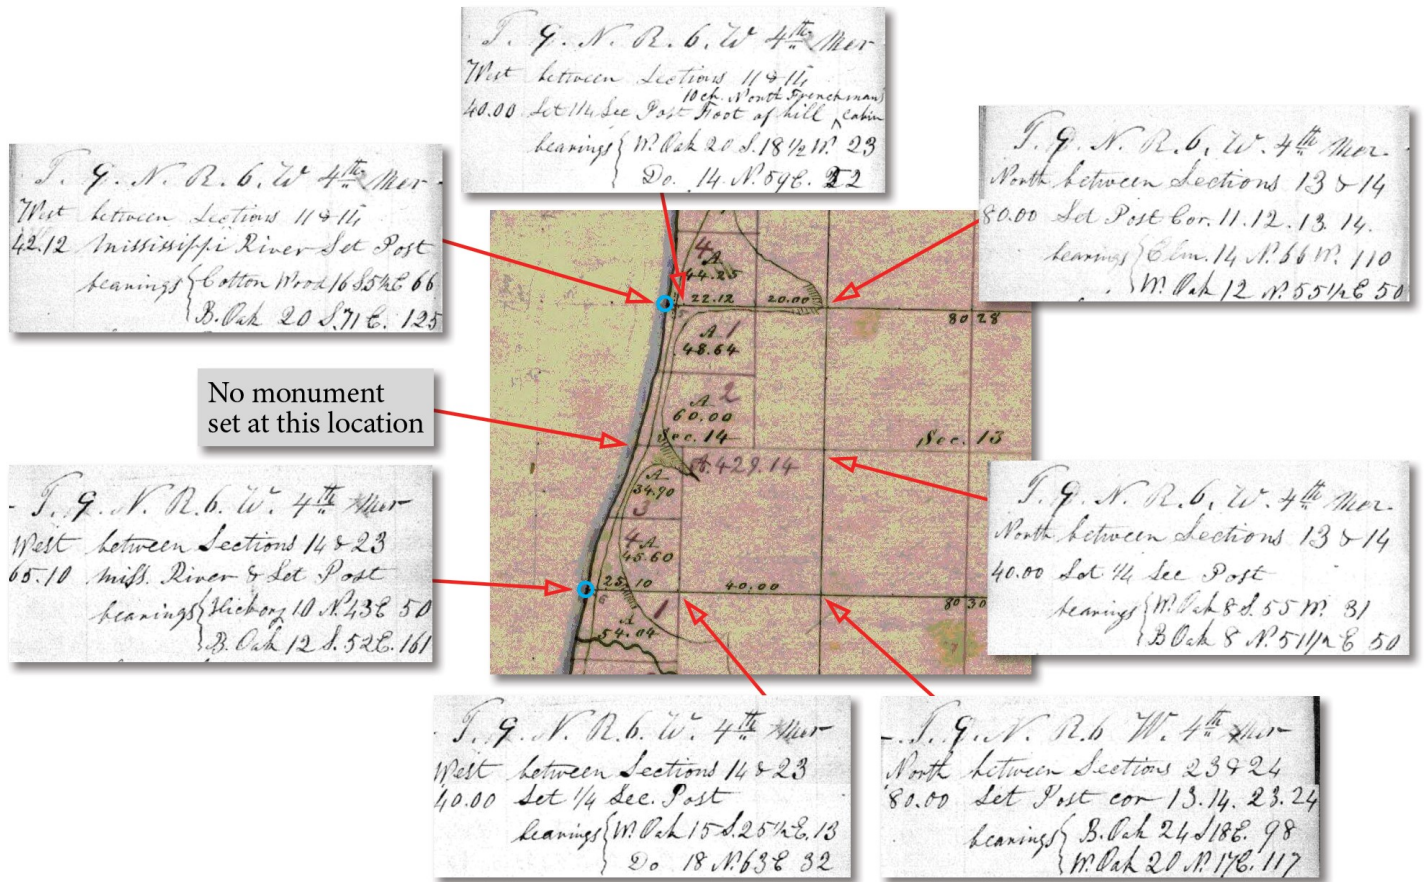 T. 9. N. R. 6. W 4th Mer
West between Sections 11 & 14
10 ch. North Frenchmans
40.00 Set 1/4 Sec Post Foot of hill ^ cabin
bearings { W. Oak 20 S. 18 1/2 W. 23
Do. 14. N. 59 E. 22
T. 9. N. R. 6. W 4th Mer
West between Sections 11 & 14
42.12 Mississippi River Set Post
bearings { Cotton Wood 16 S 54 E 66
B. Oak 20 S. 71 E. 125
T. 9. N. R. 6. W. 4th Mer.
North between Sections 13 & 14
80.00 Set Post Cor. 11. 12. 13. 14.
bearings { Elm. 14 N. 66 W. 110
W. Oak 12 N. 55 1/2 E 50
4
A
44.25
22.12 20.00
80 28
A 1
48.64
2
A
60.00
Sec. 14
Sec. 13
A. 429.14
A
34.90
3
4 A
45.60
25.10 40.00
80 30
1
A
54.04
No monument
set at this location
T. 9. N. R. 6. W. 4th Mer
West between Sections 14 & 23
65.10 Miss. River & Set Post
bearings { Hickory 10 N. 43 E 50
B. Oak 12 S. 52 E. 161
T. 9. N. R. 6. W. 4th Mer.
North between Sections 13 & 14
40.00 Set 1/4 Sec Post
bearings { W. Oak 8 S. 55 W. 31
B Oak 8 N. 51 1/2 E 50
T. 9. N. R. 6. W. 4th Mer
West between Sections 14 & 23
40.00 Set 1/4 Sec. Post
bearings { W. Oak 15 S. 25 1/2 E. 13
Do 18 N. 63 E 32
T. 9. N. R. 6 W. 4th Mer
North between Sections 23 & 24
80.00 Set Post cor 13. 14. 23. 24
bearings { B. Oak 24 S 18 E. 98
W. Oak 20 N. 17 E. 117